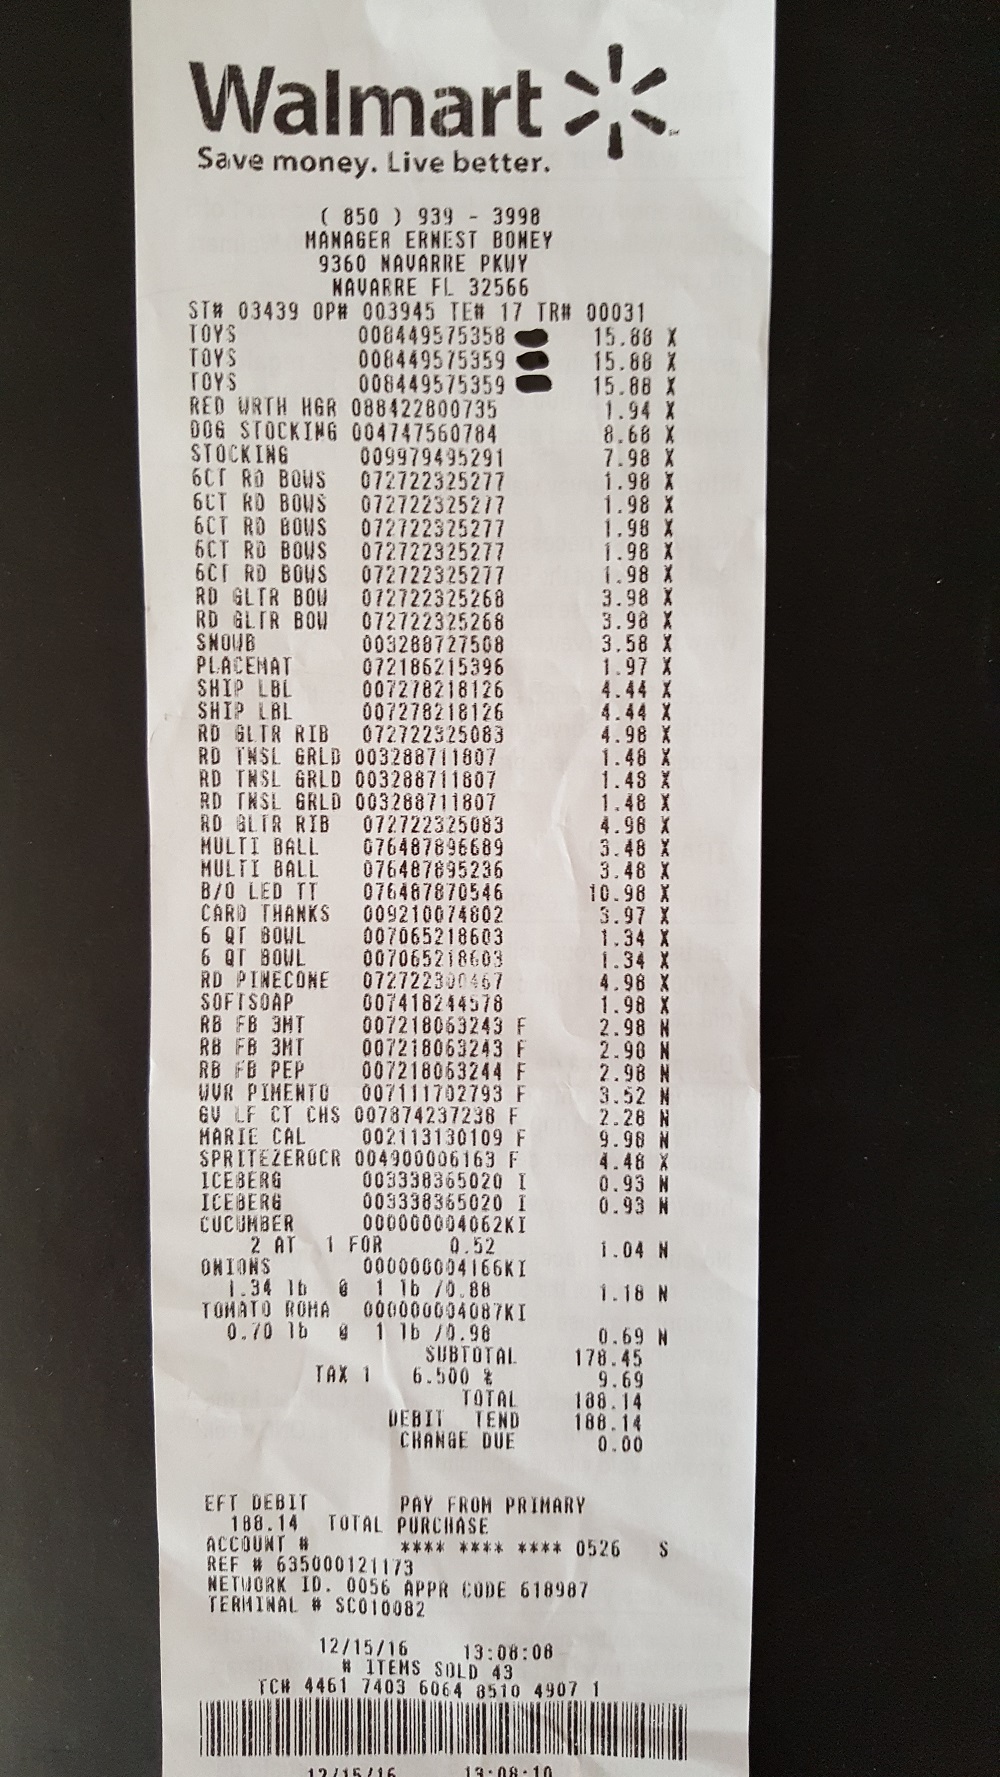 Walmart
Save money. Live better.
( 850 ) 939 - 3998
MANAGER ERNEST BONEY
9360 NAVARRE PKWY
NAVARRE FL 32566
ST# 03439 OP# 003945 TE# 17 TR# 00031
TOYS 008449575358 15.88 X
TOYS 008449575359 15.88 X
TOYS 008449575359 15.88 X
RED WRTH HGR 088422800735 1.94 X
DOG STOCKING 004747560784 8.68 X
STOCKING 009979495291 7.98 X
6CT RD BOWS 072722325277 1.98 X
6CT RD BOWS 072722325277 1.98 X
6CT RD BOWS 072722325277 1.98 X
6CT RD BOWS 072722325277 1.98 X
6CT RD BOWS 072722325277 1.98 X
RD GLTR BOW 072722325268 3.98 X
RD GLTR BOW 072722325268 3.98 X
SNOWB 003288727508 3.58 X
PLACEMAT 072186215396 1.97 X
SHIP LBL 007278218126 4.44 X
SHIP LBL 007278218126 4.44 X
RD GLTR RIB 072722325083 4.98 X
RD TNSL GRLD 003288711807 1.48 X
RD TNSL GRLD 003288711807 1.48 X
RD TNSL GRLD 003288711807 1.48 X
RD GLTR RIB 072722325083 4.98 X
MULTI BALL 076487896689 3.48 X
MULTI BALL 076487895236 3.48 X
B/O LED TT 076487870546 10.98 X
CARD THANKS 009210074802 3.97 X
6 QT BOWL 007065218603 1.34 X
6 QT BOWL 007065218603 1.34 X
RD PINECONE 072722300467 4.98 X
SOFTSOAP 007418244578 1.98 X
RB FB 3MT 007218063243 F 2.98 N
RB FB 3MT 007218063243 F 2.98 N
RB FB PEP 007218063244 F 2.98 N
WVR PIMENTO 007111702793 F 3.52 N
GV LF CT CHS 007874237238 F 2.28 N
MARIE CAL 002113130109 F 9.98 N
SPRITEZEROCR 004900006163 F 4.48 X
ICEBERG 003338365020 I 0.93 N
ICEBERG 003338365020 I 0.93 N
CUCUMBER 000000004062KI
2 AT 1 FOR 0.52 1.04 N
ONIONS 000000004166KI
1.34 lb @ 1 lb /0.88 1.18 N
TOMATO ROMA 000000004087KI
0.70 lb @ 1 lb /0.98 0.69 N
SUBTOTAL 178.45
TAX 1 6.500 % 9.69
TOTAL 188.14
DEBIT TEND 188.14
CHANGE DUE 0.00
EFT DEBIT PAY FROM PRIMARY
188.14 TOTAL PURCHASE
ACCOUNT # **** **** **** 0526 S
REF # 635000121173
NETWORK ID. 0056 APPR CODE 618987
TERMINAL # SC010082
12/15/16 13:08:08
# ITEMS SOLD 43
TC# 4461 7403 6064 8510 4907 1
12/15/16 13:08:10